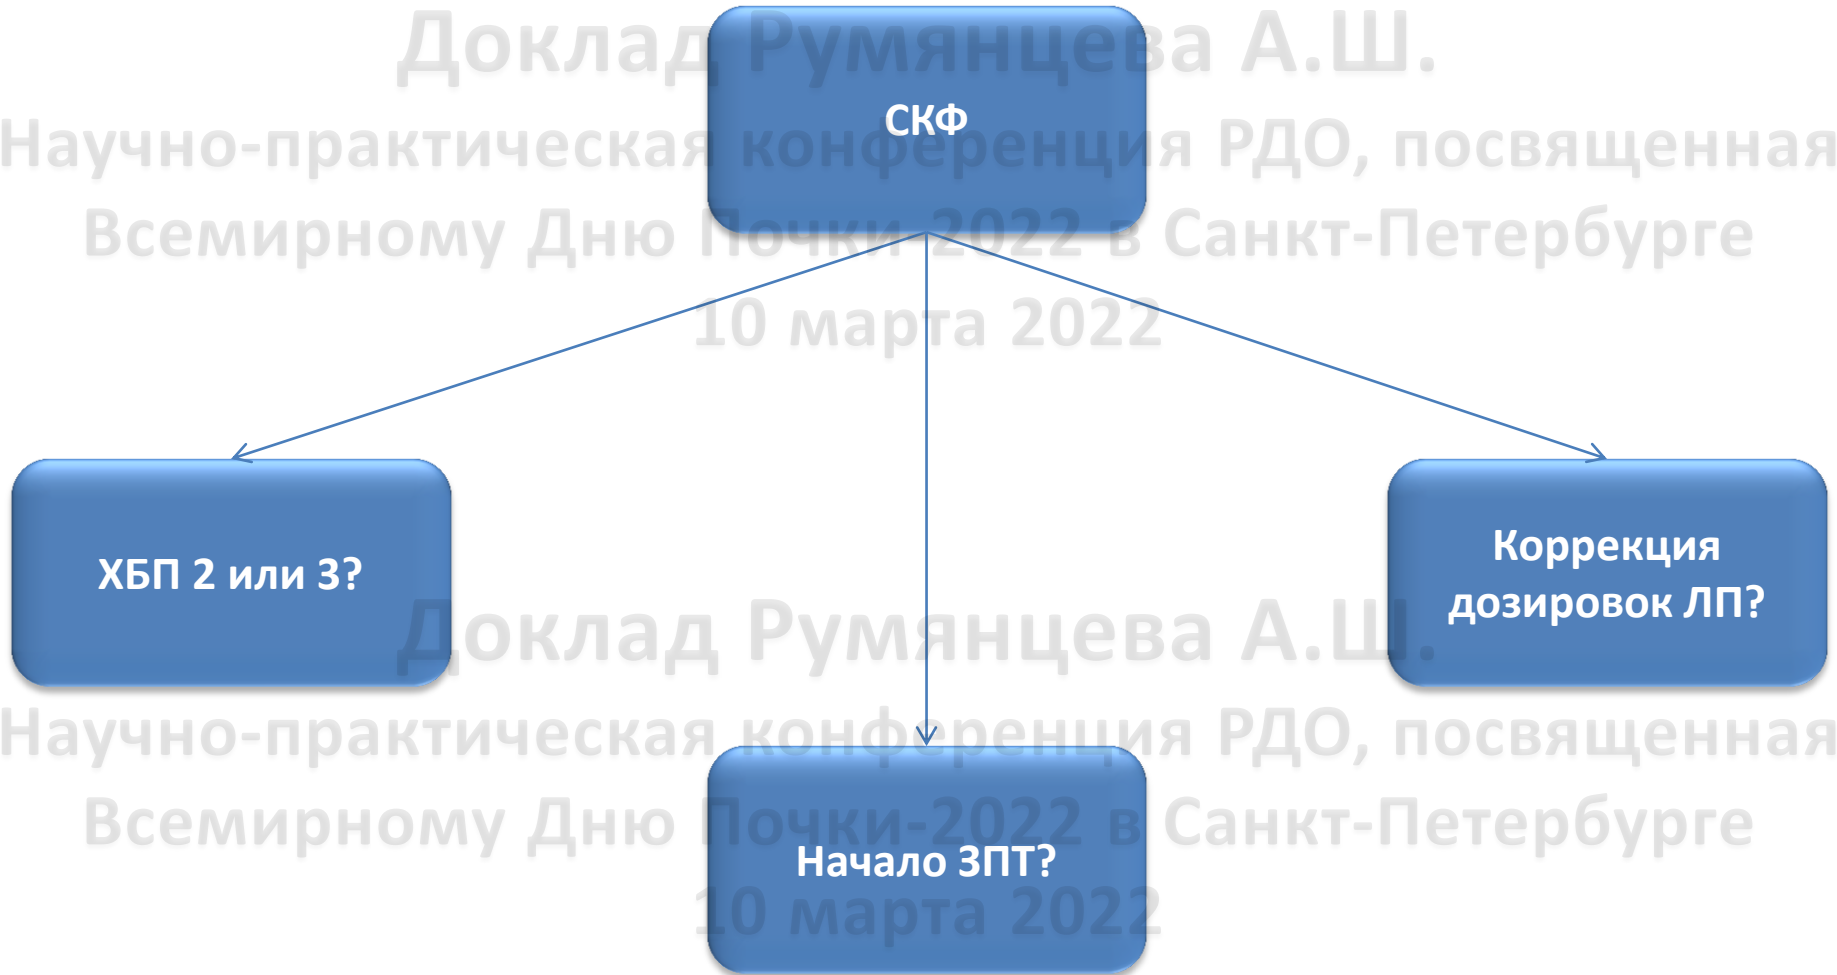 Доклад Румянцева А.Ш.
СКФ
Научно-практическая конференция РДО, посвященная
Всемирному Дню Почки-2022 в Санкт-Петербурге
10 марта 2022
ХБП 2 или 3?
Коррекция
дозировок ЛП?
Доклад Румянцева А.Ш.
Научно-практическая конференция РДО, посвященная
Всемирному Дню Почки-2022 в Санкт-Петербурге
Начало ЗПТ?
10 марта 2022